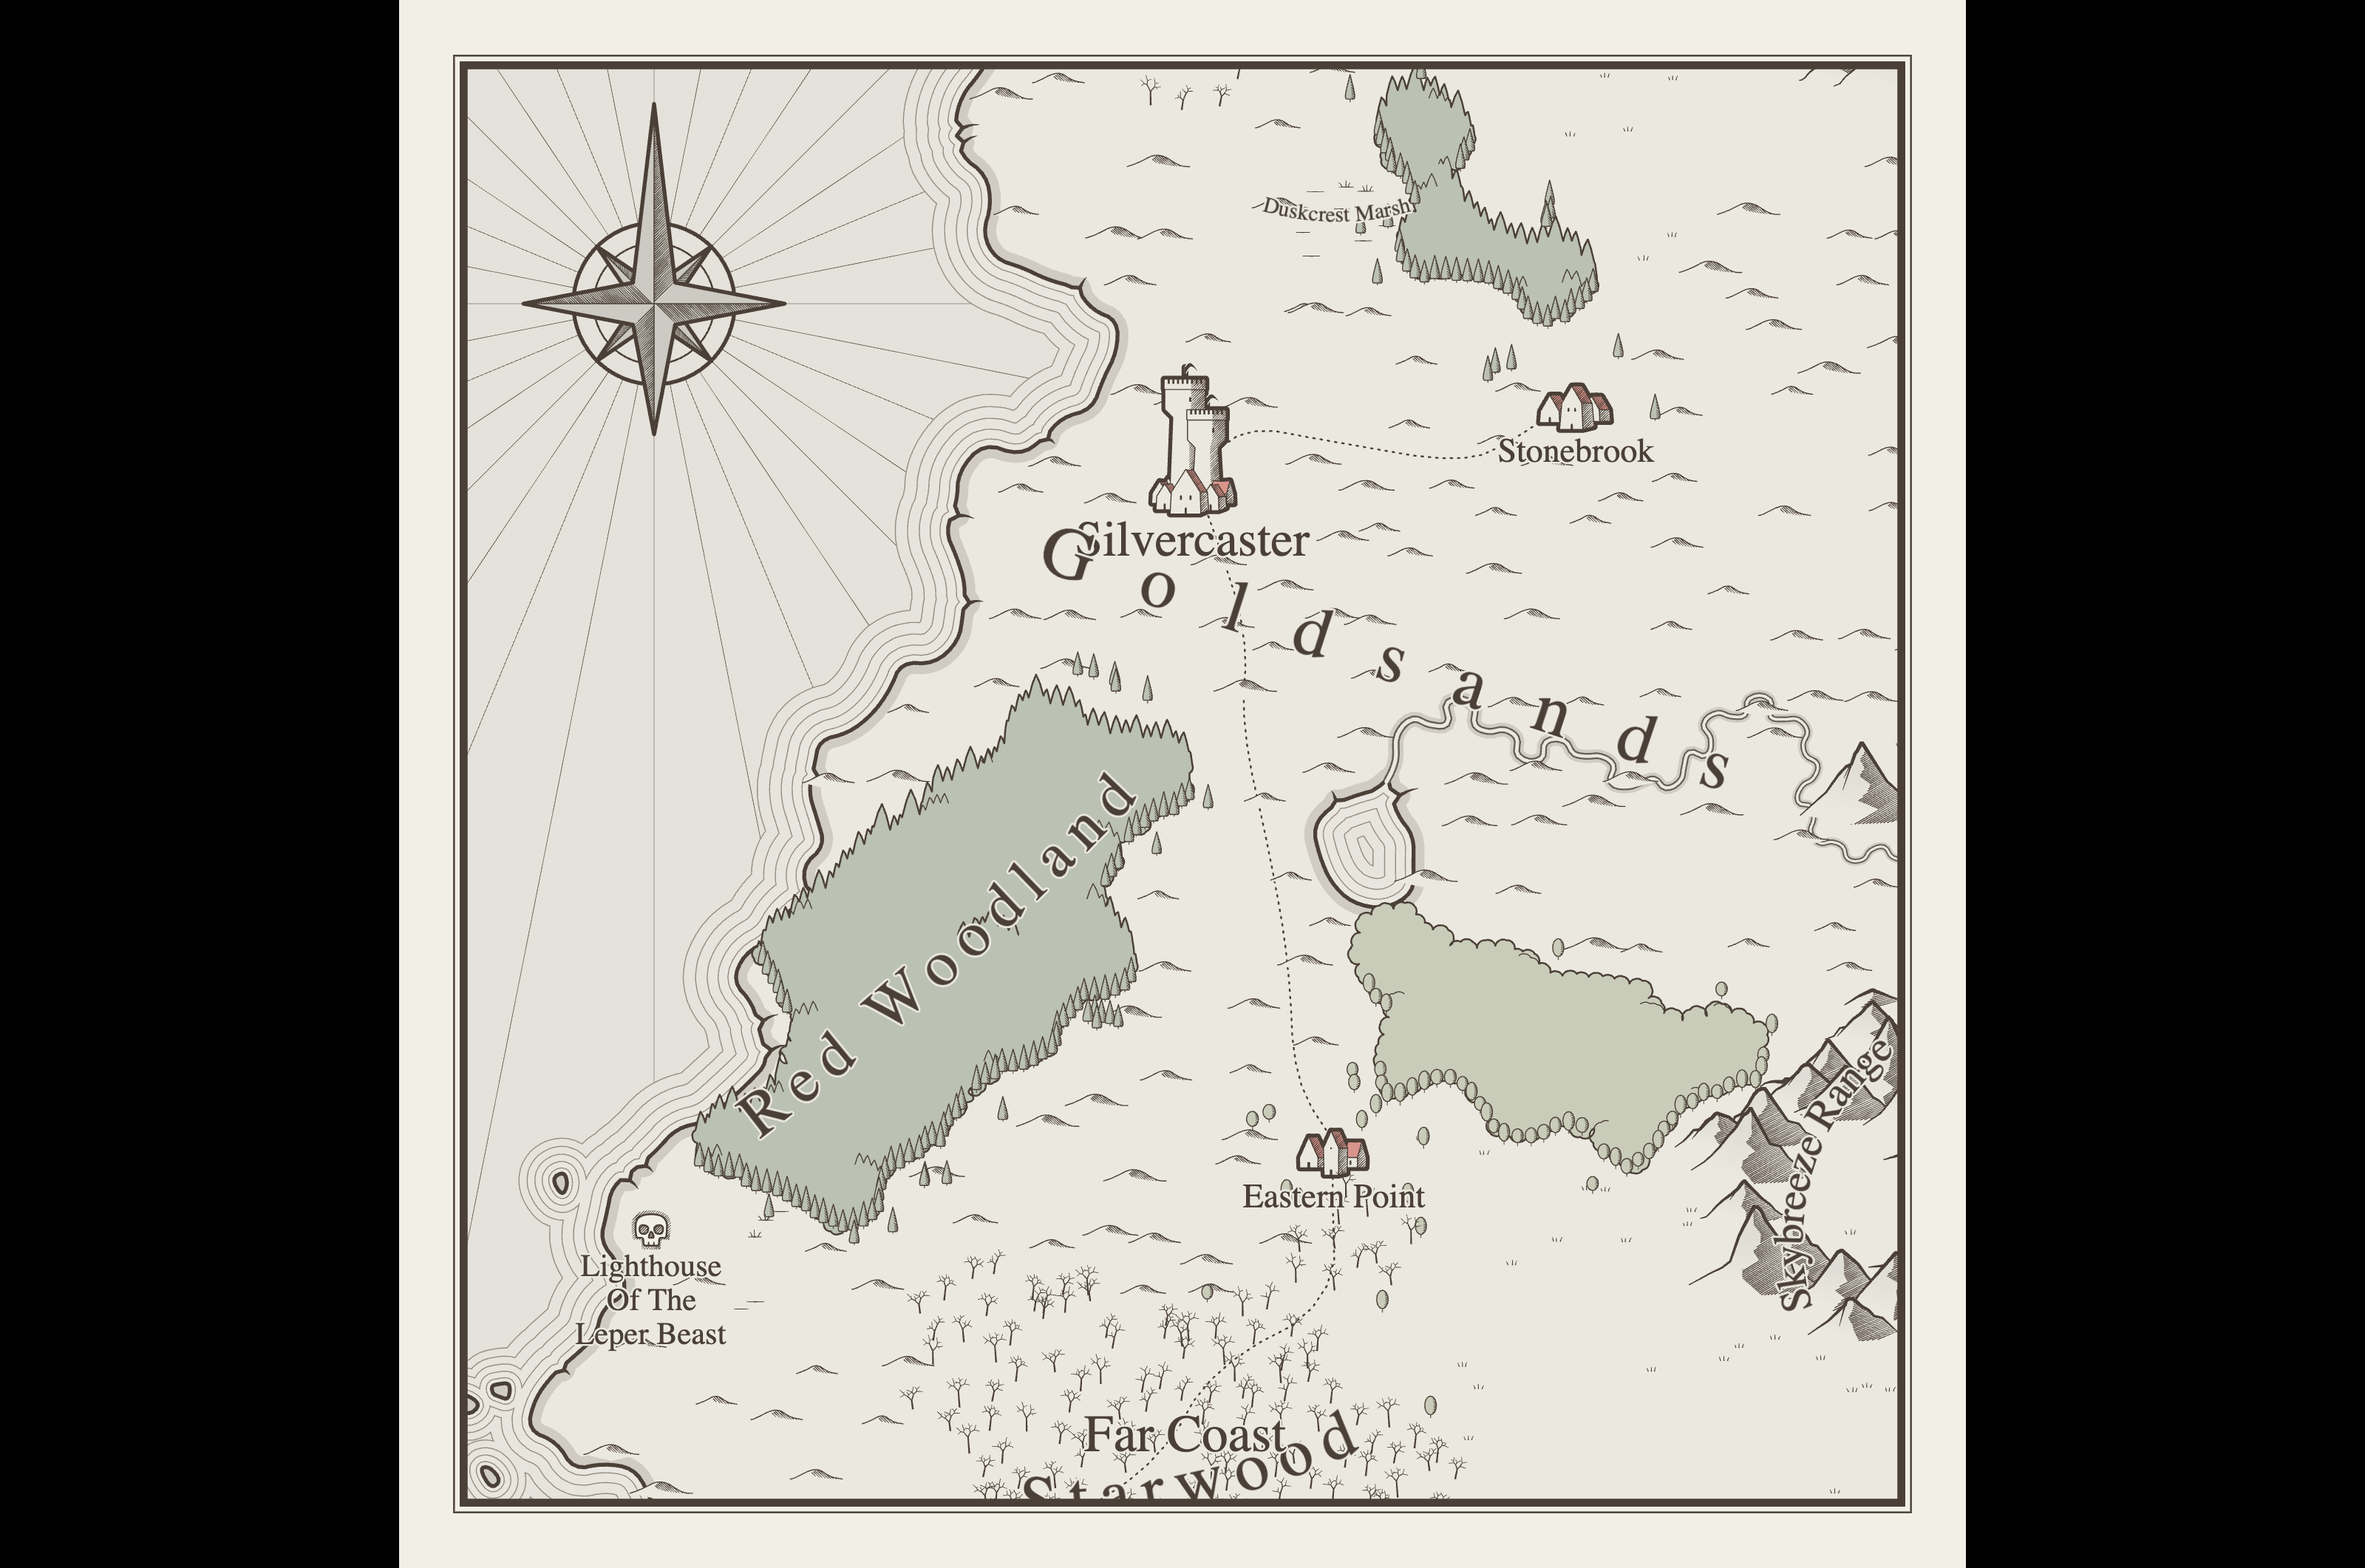 Duskcrest Marsh
Stonebrook
Silvercaster
Goldsands
Red Woodland
Skybreeze Range
Eastern Point
Lighthouse
Of The
Leper Beast
Far Coast
Starwood